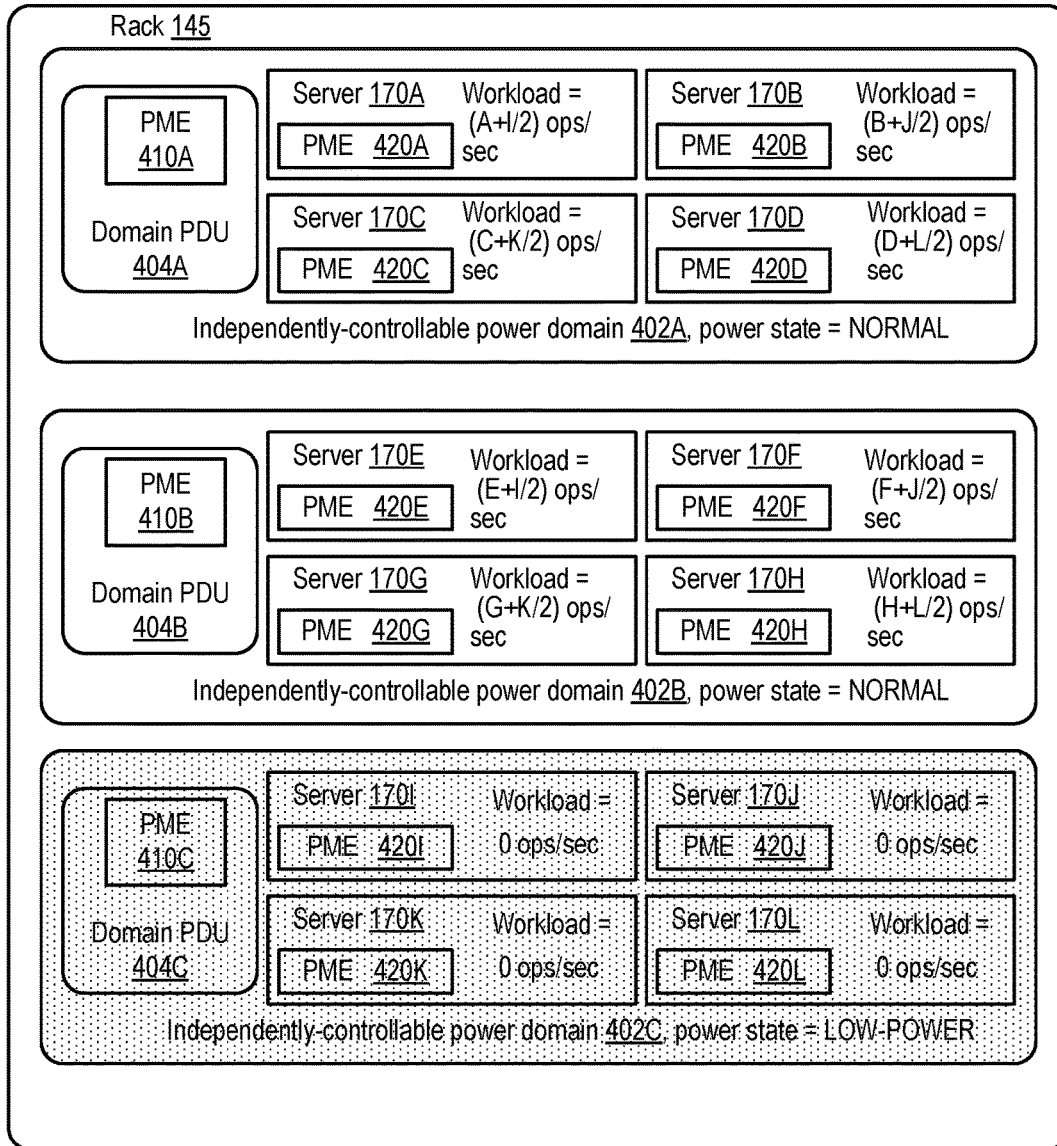 Rack 145
PME
410A
Domain PDU
404A
Server 170A
PME 420A
Workload =
(A+I/2) ops/
sec
Server 170B
PME 420B
Workload =
(B+J/2) ops/
sec
Server 170C
PME 420C
Workload =
(C+K/2) ops/
sec
Server 170D
PME 420D
Workload =
(D+L/2) ops/
sec
Independently-controllable power domain 402A, power state = NORMAL
PME
410B
Domain PDU
404B
Server 170E
PME 420E
Workload =
(E+I/2) ops/
sec
Server 170F
PME 420F
Workload =
(F+J/2) ops/
sec
Server 170G
PME 420G
Workload =
(G+K/2) ops/
sec
Server 170H
PME 420H
Workload =
(H+L/2) ops/
sec
Independently-controllable power domain 402B, power state = NORMAL
PME
410C
Domain PDU
404C
Server 170I
PME 420I
Workload =
0 ops/sec
Server 170J
PME 420J
Workload =
0 ops/sec
Server 170K
PME 420K
Workload =
0 ops/sec
Server 170L
PME 420L
Workload =
0 ops/sec
Independently-controllable power domain 402C, power state = LOW-POWER